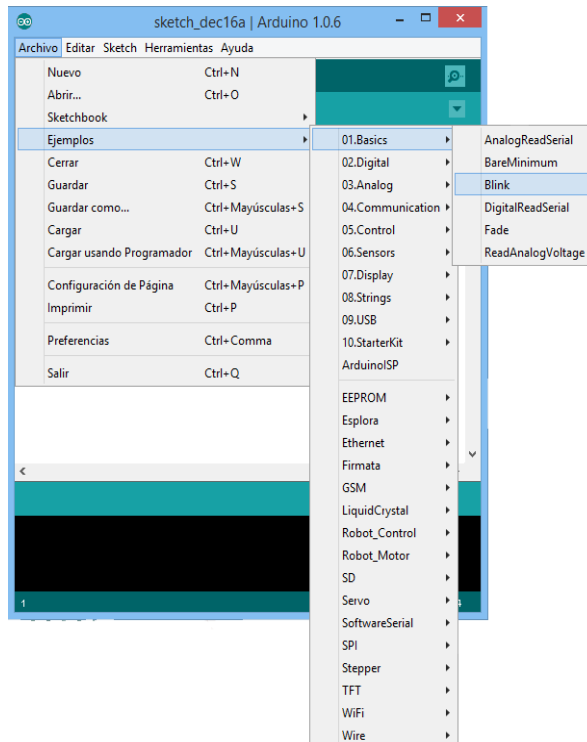 sketch_dec16a | Arduino 1.0.6
Archivo Editar Sketch Herramientas Ayuda
Nuevo Ctrl+N
Abrir... Ctrl+O
Sketchbook
Ejemplos
Cerrar Ctrl+W
Guardar Ctrl+S
Guardar como... Ctrl+Mayúsculas+S
Cargar Ctrl+U
Cargar usando Programador Ctrl+Mayúsculas+U
Configuración de Página Ctrl+Mayúsculas+P
Imprimir Ctrl+P
Preferencias Ctrl+Comma
Salir Ctrl+Q
01.Basics
02.Digital
03.Analog
04.Communication
05.Control
06.Sensors
07.Display
08.Strings
09.USB
10.StarterKit
ArduinoISP
EEPROM
Esplora
Ethernet
Firmata
GSM
LiquidCrystal
Robot_Control
Robot_Motor
SD
Servo
SoftwareSerial
SPI
Stepper
TFT
WiFi
Wire
AnalogReadSerial
BareMinimum
Blink
DigitalReadSerial
Fade
ReadAnalogVoltage
1